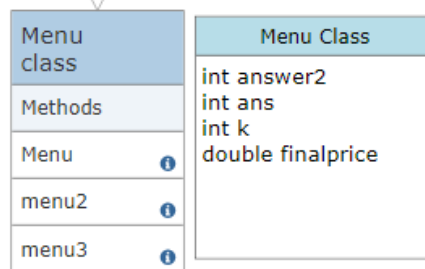 Menu
class
Methods
Menu
menu2
menu3
Menu Class
int answer2
int ans
int k
double finalprice